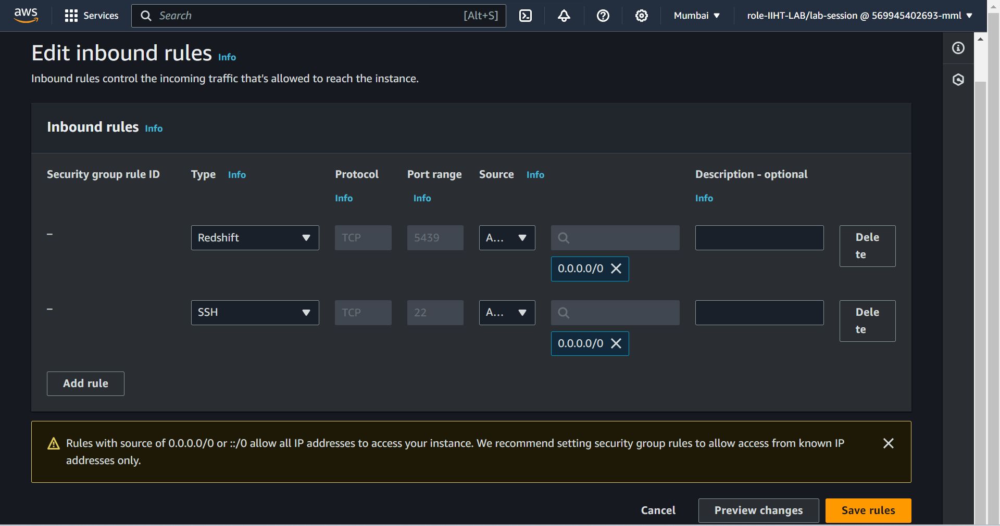 aws
Services
Search
[Alt+S]
Mumbai
role-IIHT-LAB/lab-session @ 569945402693-mml
Edit inbound rules Info
Inbound rules control the incoming traffic that's allowed to reach the instance.
Inbound rules Info
Security group rule ID
Type Info
Protocol
Info
Port range
Info
Source Info
Description - optional
Info
–
Redshift
TCP
5439
A...
0.0.0.0/0
Dele
te
–
SSH
TCP
22
A...
0.0.0.0/0
Dele
te
Add rule
Rules with source of 0.0.0.0/0 or ::/0 allow all IP addresses to access your instance. We recommend setting security group rules to allow access from known IP
addresses only.
Cancel
Preview changes
Save rules